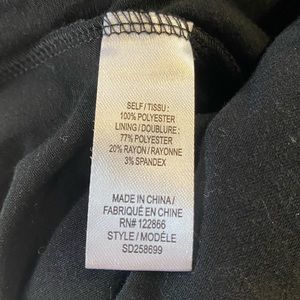 SELF / TISSU :
100% POLYESTER
LINING / DOUBLURE :
77% POLYESTER
20% RAYON / RAYONNE
3% SPANDEX
MADE IN CHINA /
FABRIQUÉ EN CHINE
RN# 122866
STYLE / MODÈLE
SD258699